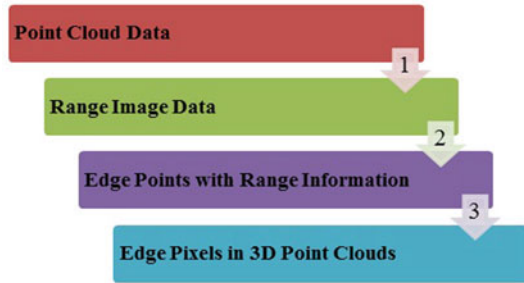 Point Cloud Data
1
Range Image Data
2
Edge Points with Range Information
3
Edge Pixels in 3D Point Clouds